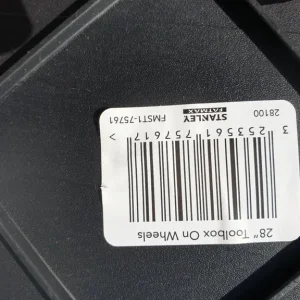 28" Toolbox On Wheels
3 253561 757617 >
28100 STANLEY FMST1-75761
FATMAX